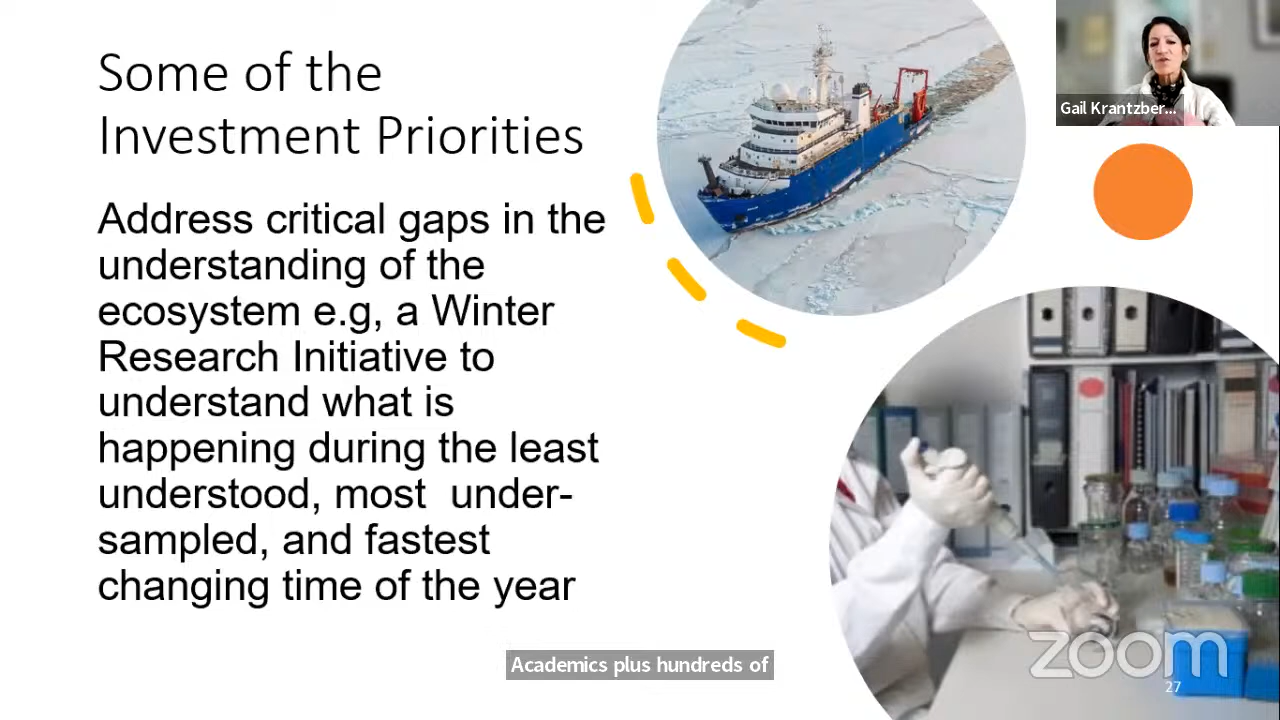 Some of the
Investment Priorities
Gail Krantzber...
Address critical gaps in the
understanding of the
ecosystem e.g, a Winter
Research Initiative to
understand what is
happening during the least
understood, most  under-
sampled, and fastest
changing time of the year
Academics plus hundreds of
zoom
27